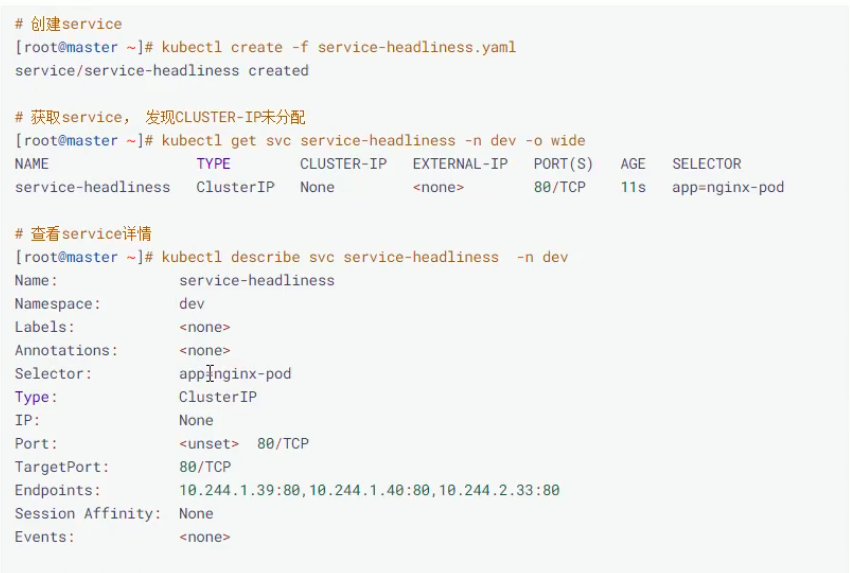 # 创建service
[root@master ~]# kubectl create -f service-headliness.yaml
service/service-headliness created
# 获取service， 发现CLUSTER-IP未分配
[root@master ~]# kubectl get svc service-headliness -n dev -o wide
NAME TYPE CLUSTER-IP EXTERNAL-IP PORT(S) AGE SELECTOR
service-headliness ClusterIP None <none> 80/TCP 11s app=nginx-pod
# 查看service详情
[root@master ~]# kubectl describe svc service-headliness -n dev
Name: service-headliness
Namespace: dev
Labels: <none>
Annotations: <none>
Selector: app=nginx-pod
Type: ClusterIP
IP: None
Port: <unset> 80/TCP
TargetPort: 80/TCP
Endpoints: 10.244.1.39:80,10.244.1.40:80,10.244.2.33:80
Session Affinity: None
Events: <none>